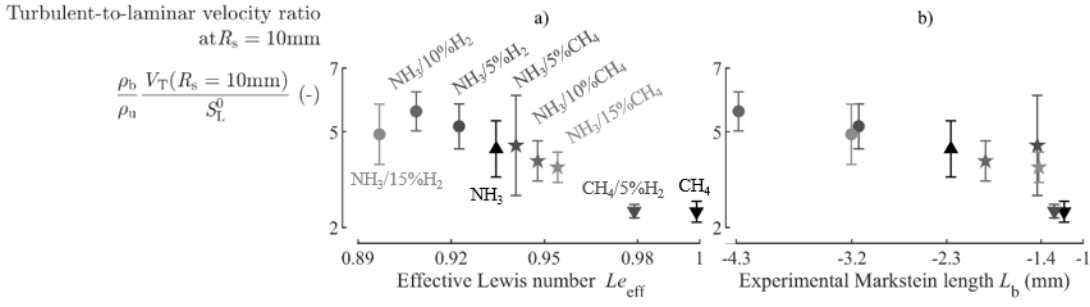 Turbulent-to-laminar velocity ratio
at R_s = 10mm
ρ_b/ρ_u V_T(R_s = 10mm)/S_L^0 (-)
a)
7
5
2
NH₃/10%H₂
NH₃/5%H₂
NH₃/5%CH₄
NH₃/10%CH₄
NH₃/15%CH₄
NH₃/15%H₂
NH₃
CH₄/5%H₂
CH₄
0.89 0.92 0.95 0.98 1
Effective Lewis number Le_eff
b)
7
5
2
-4.3 -3.2 -2.3 -1.4 -1
Experimental Markstein length L_b (mm)